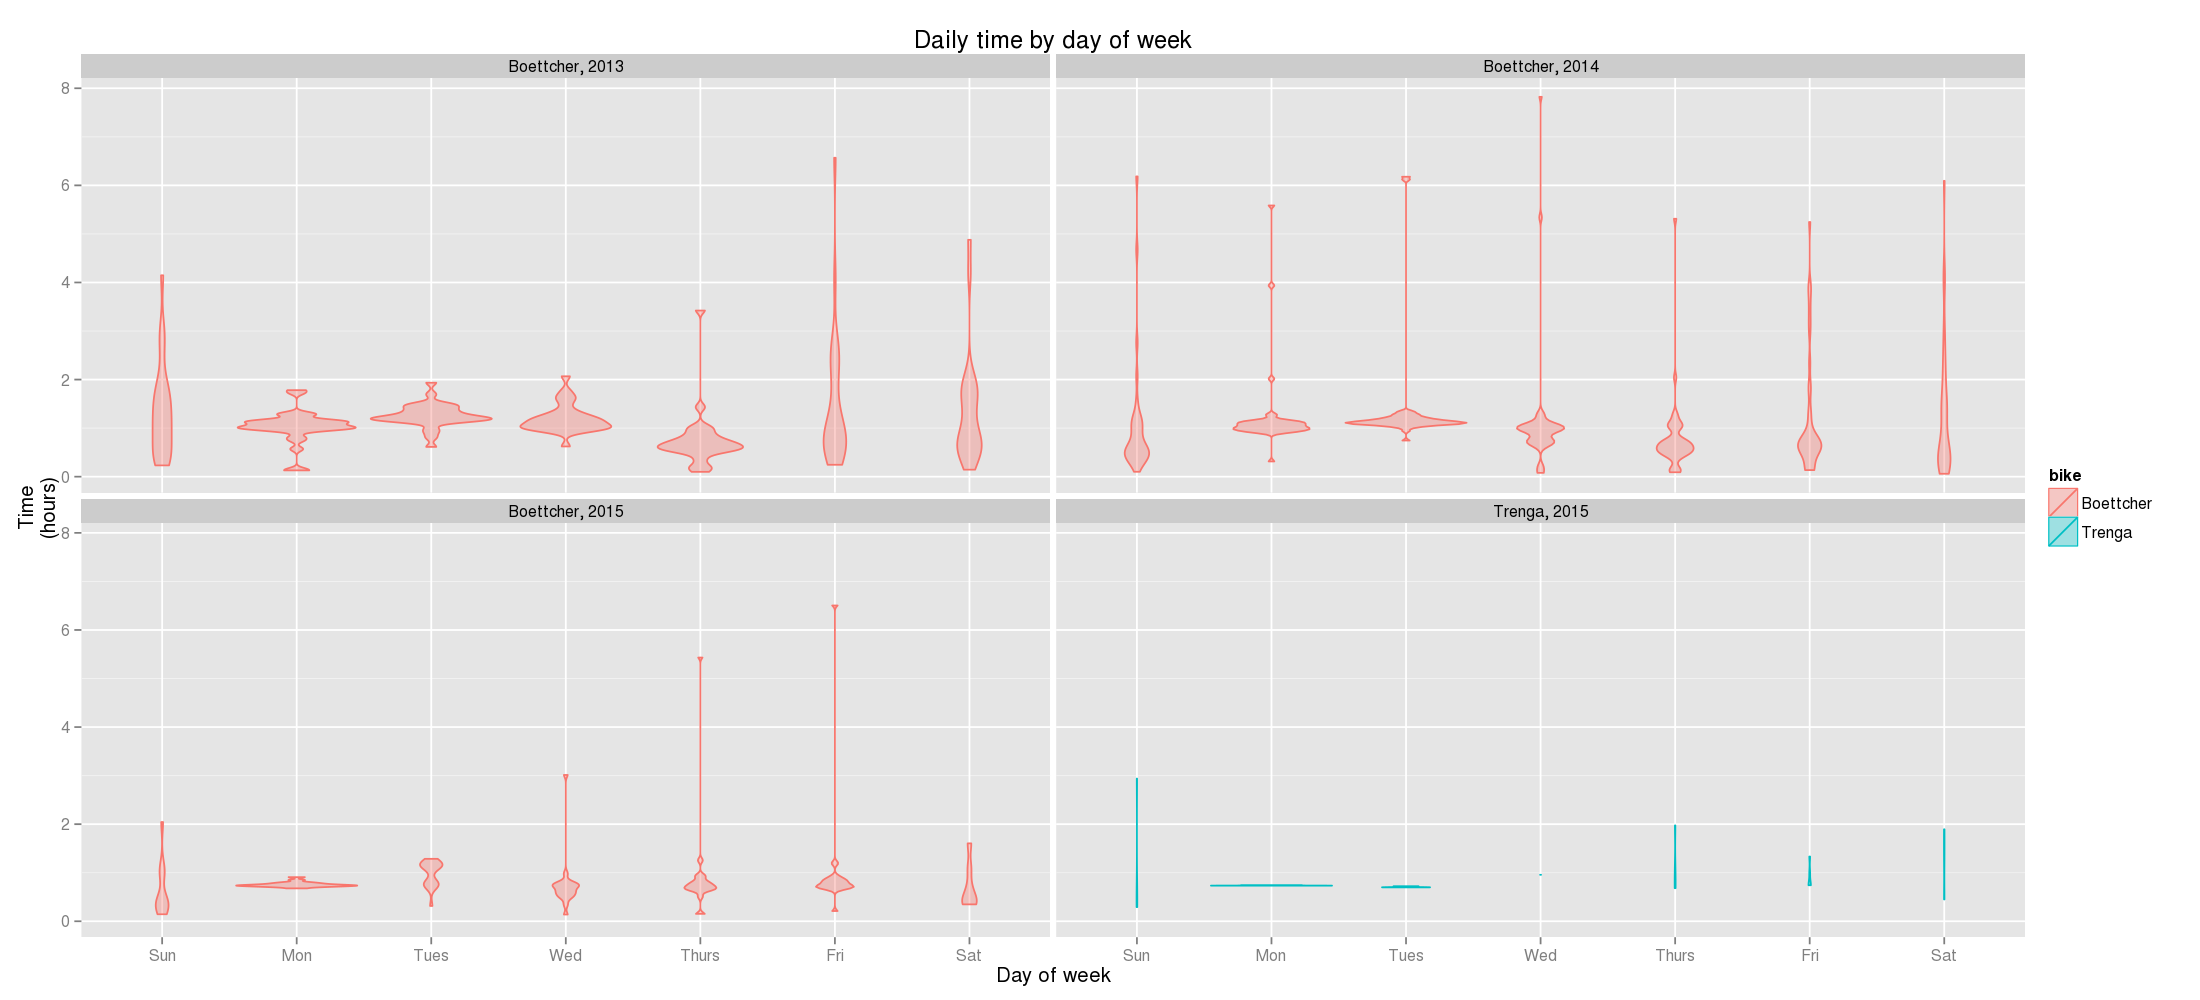 Daily time by day of week
Boettcher, 2013
Boettcher, 2014
8
6
4
2
0
Time
(hours)
Boettcher, 2015
Trenga, 2015
8
6
4
2
0
Sun Mon Tues Wed Thurs Fri Sat
Sun Mon Tues Wed Thurs Fri Sat
Day of week
bike
Boettcher
Trenga